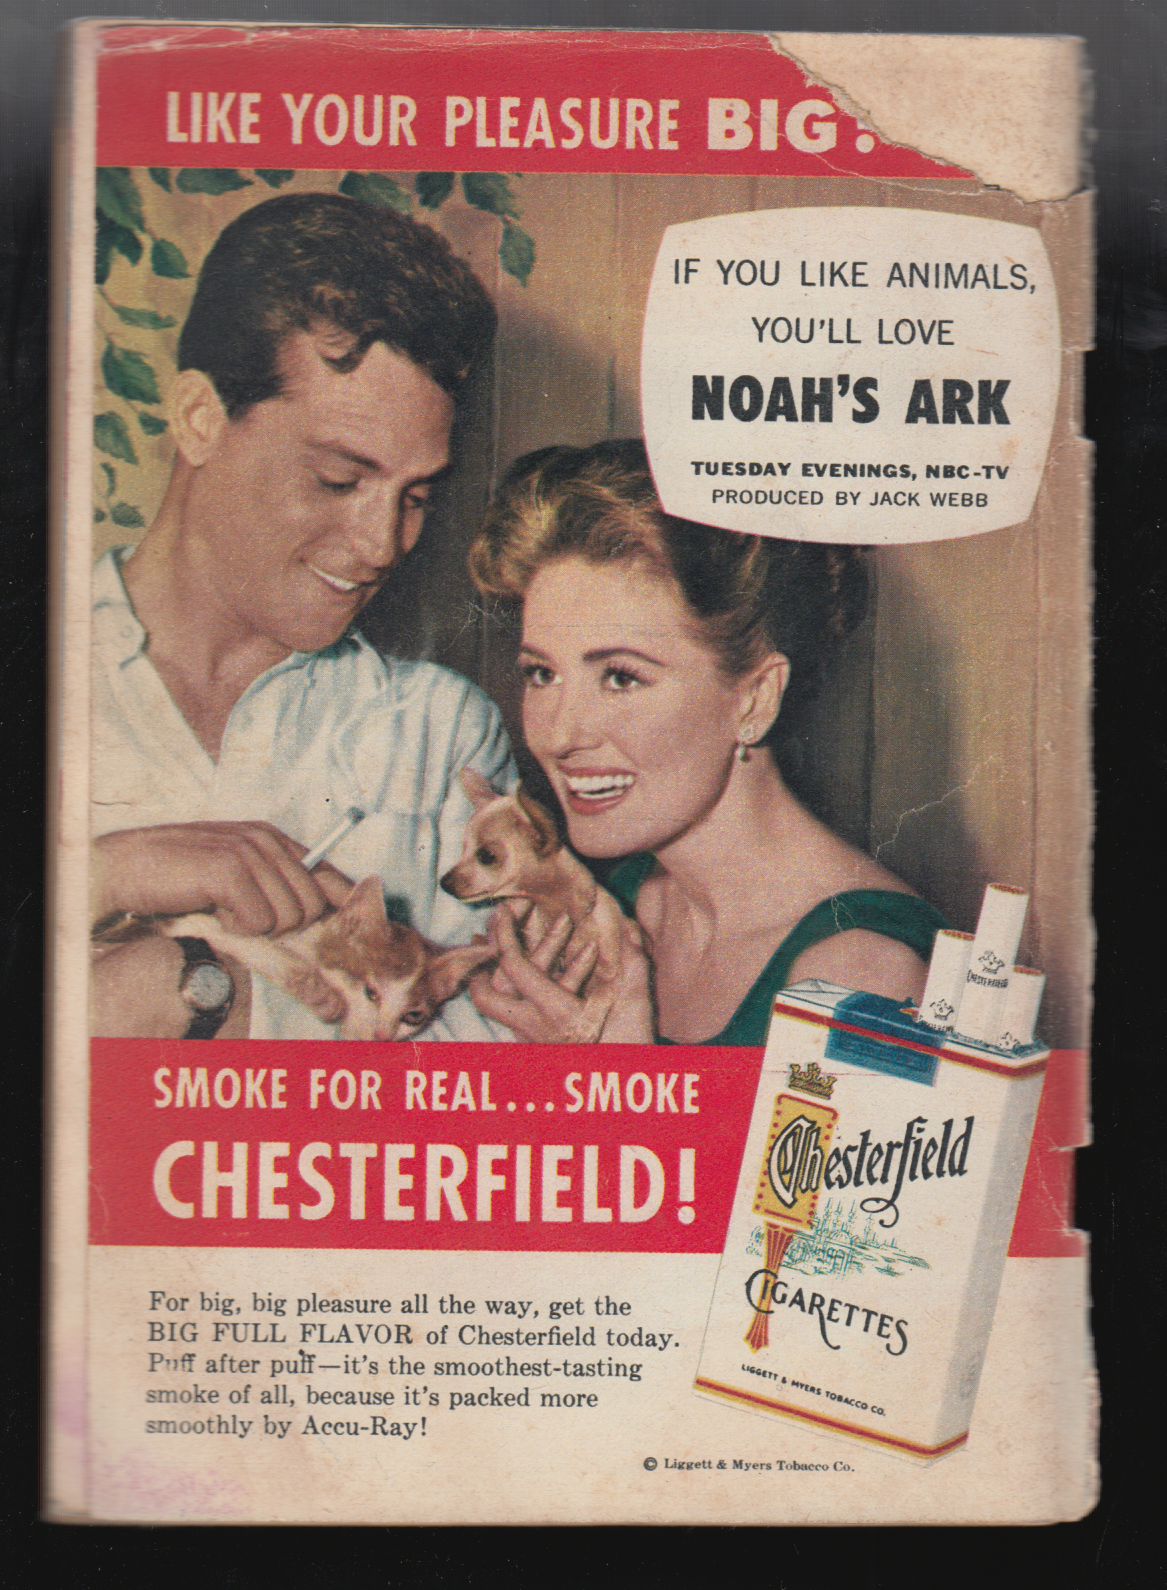 LIKE YOUR PLEASURE BIG?
IF YOU LIKE ANIMALS,
YOU'LL LOVE
NOAH'S ARK
TUESDAY EVENINGS, NBC-TV
PRODUCED BY JACK WEBB
CHESTERFIELD
SMOKE FOR REAL... SMOKE
CHESTERFIELD!
Chesterfield
CIGARETTES
LIGGETT & MYERS TOBACCO CO.
For big, big pleasure all the way, get the
BIG FULL FLAVOR of Chesterfield today.
Puff after puff—it's the smoothest-tasting
smoke of all, because it's packed more
smoothly by Accu-Ray!
© Liggett & Myers Tobacco Co.